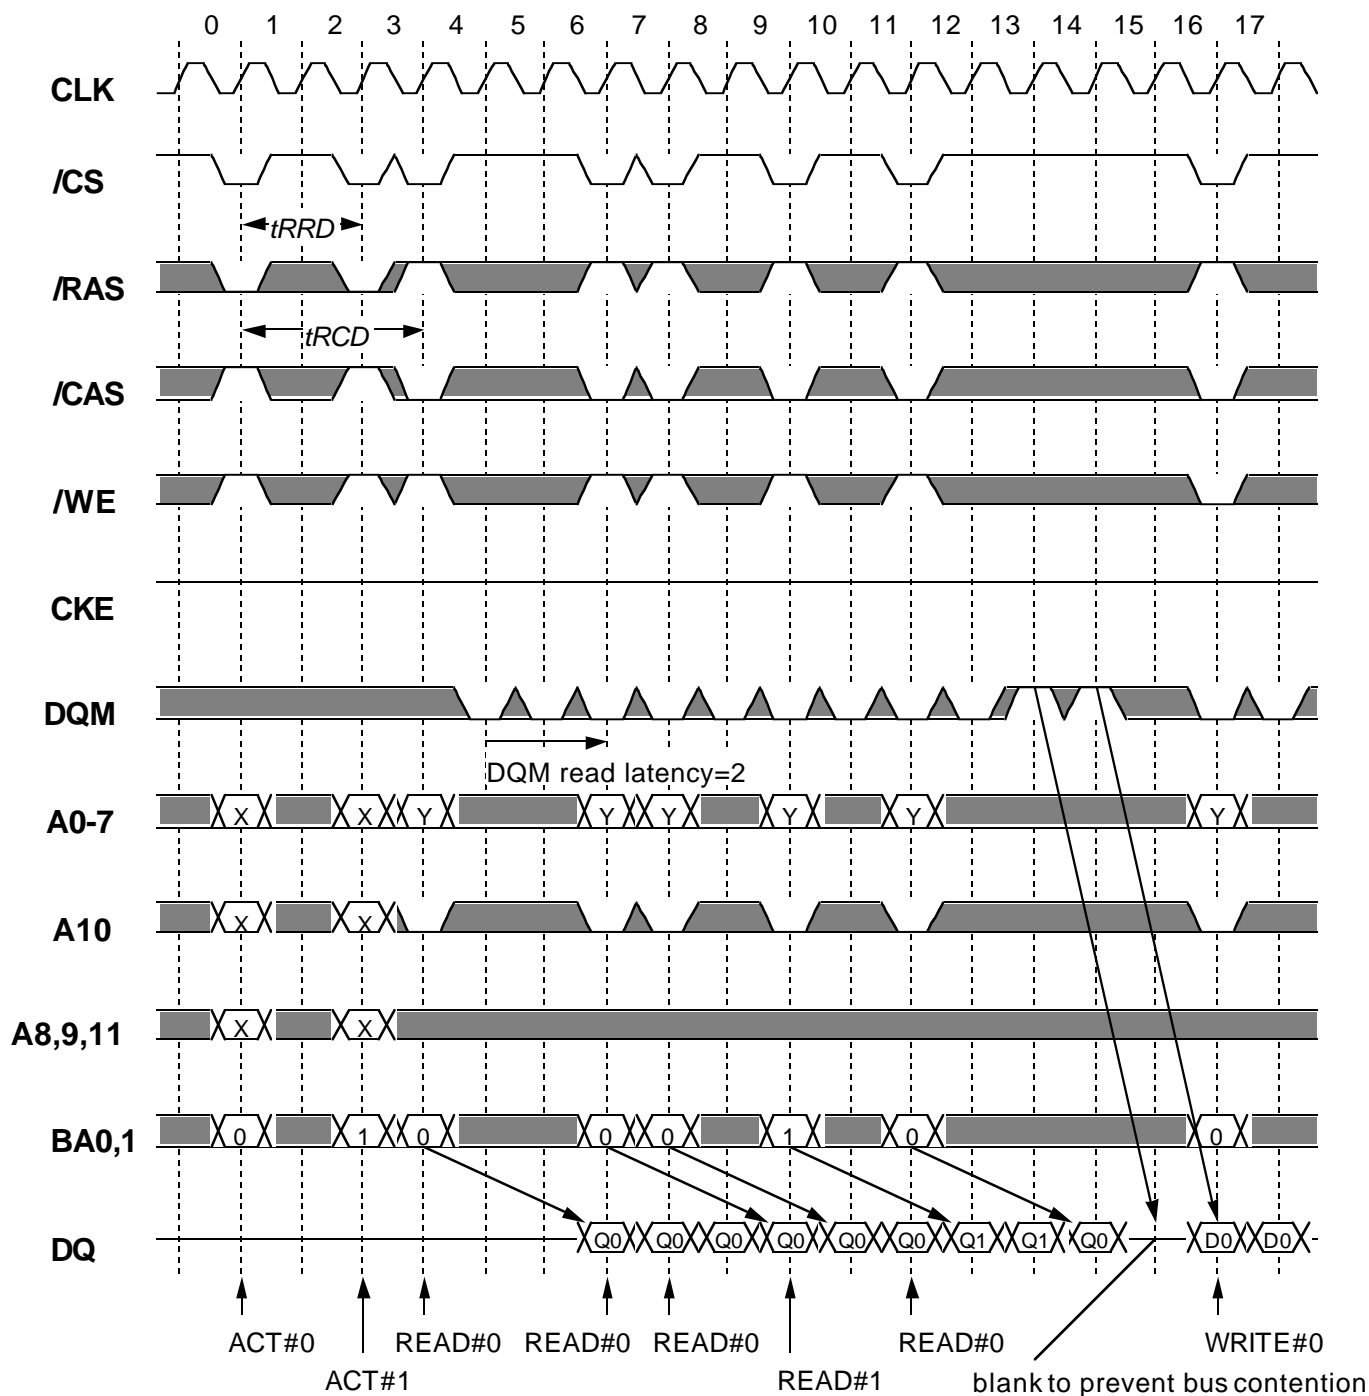 0 1 2 3 4 5 6 7 8 9 10 11 12 13 14 15 16 17
CLK
/CS
tRRD
/RAS
tRCD
/CAS
/WE
CKE
DQM
DQM read latency=2
A0-7 X X Y Y Y Y Y Y
A10 X X
A8,9,11 X X
BA0,1 0 1 0 0 0 1 0 0
DQ Q0 Q0 Q0 Q0 Q0 Q0 Q1 Q1 Q0 D0 D0
ACT#0 READ#0 READ#0 READ#0 READ#0 WRITE#0
ACT#1 READ#1 blank to prevent bus contention